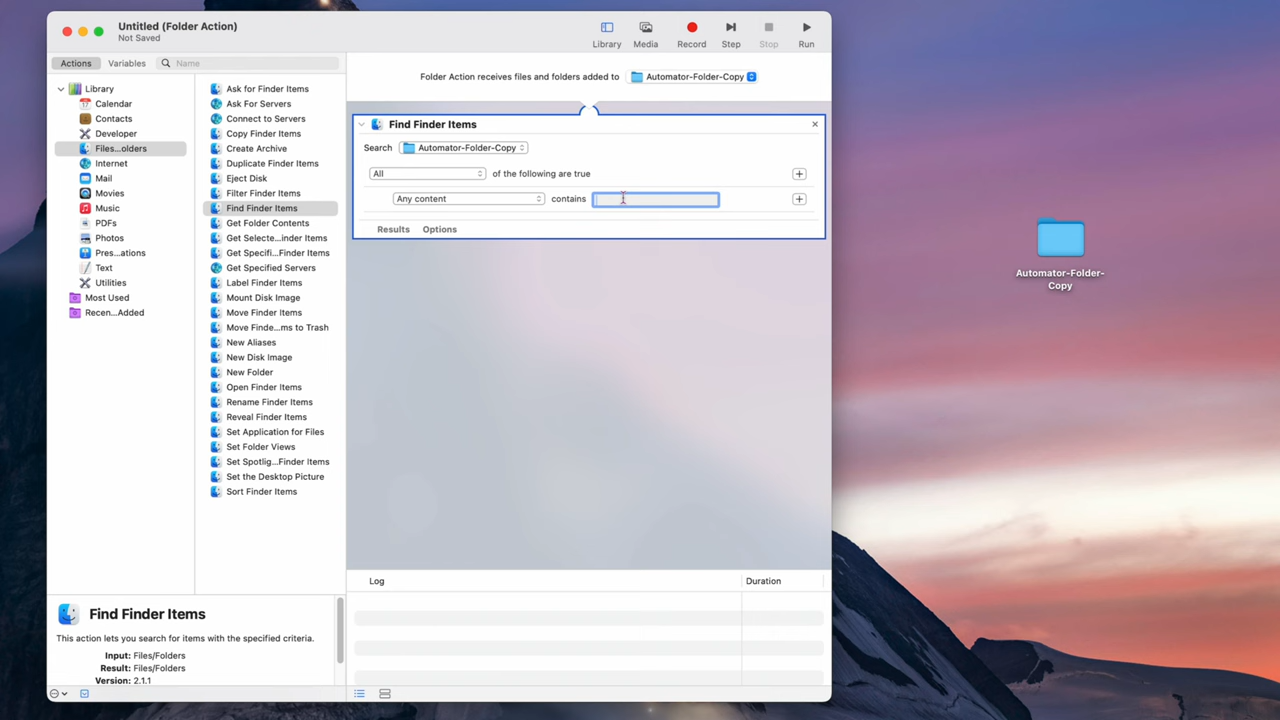 Untitled (Folder Action)
Not Saved
Library
Media
Record
Step
Stop
Run
Actions
Variables
Name
Folder Action receives files and folders added to
Automator-Folder-Copy
Library
Calendar
Contacts
Developer
Files...olders
Internet
Mail
Movies
Music
PDFs
Photos
Pres...ations
Text
Utilities
Most Used
Recen...Added
Ask for Finder Items
Ask For Servers
Connect to Servers
Copy Finder Items
Create Archive
Duplicate Finder Items
Eject Disk
Filter Finder Items
Find Finder Items
Get Folder Contents
Get Selecte...inder Items
Get Specifi...Finder Items
Get Specified Servers
Label Finder Items
Mount Disk Image
Move Finder Items
Move Finde...ms to Trash
New Aliases
New Disk Image
New Folder
Open Finder Items
Rename Finder Items
Reveal Finder Items
Set Application for Files
Set Folder Views
Set Spotlig...Finder Items
Set the Desktop Picture
Sort Finder Items
Find Finder Items
Search
Automator-Folder-Copy
All
of the following are true
Any content
contains
Results
Options
Automator-Folder-
Copy
Log
Duration
Find Finder Items
This action lets you search for items with the specified criteria.
Input: Files/Folders
Result: Files/Folders
Version: 2.1.1